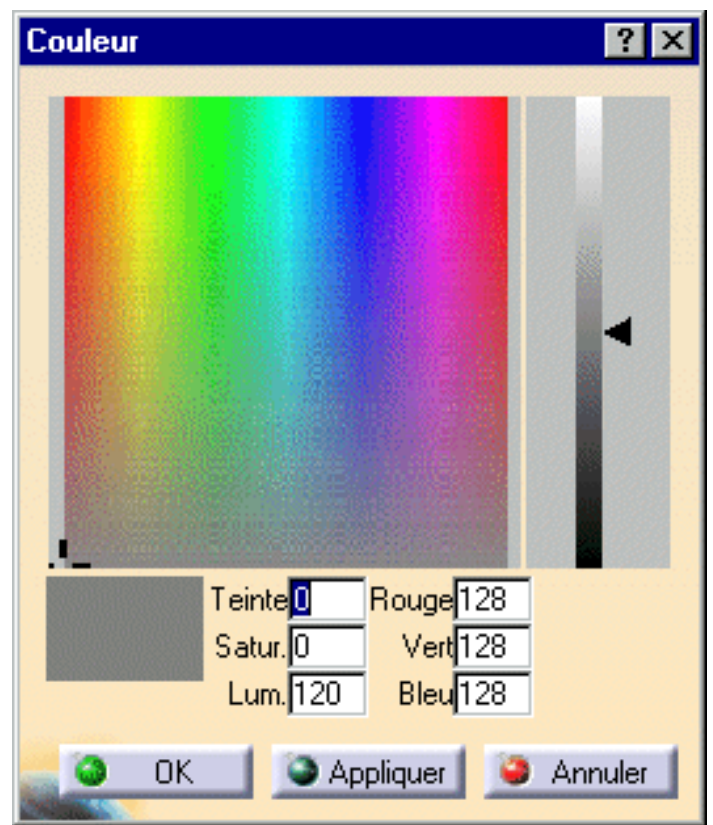 Couleur ? ×
Teinte 0 Rouge 128
Satur. 0 Vert 128
Lum. 120 Bleu 128
OK Appliquer Annuler